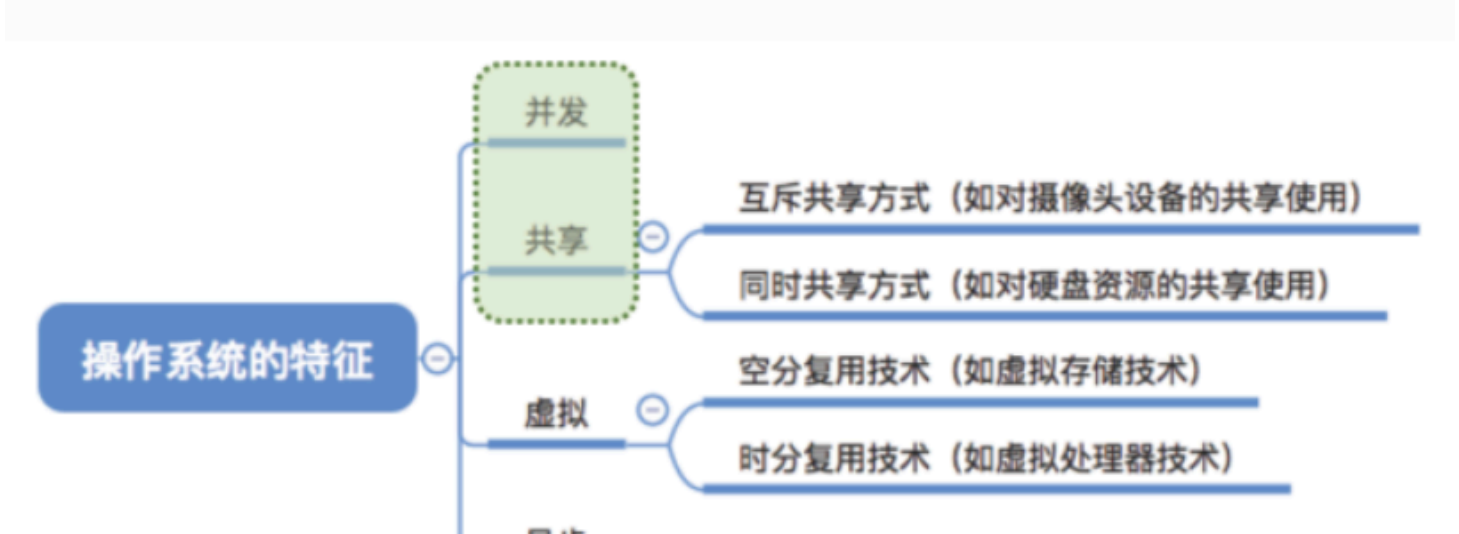 并发
互斥共享方式（如对摄像头设备的共享使用）
共享
同时共享方式（如对硬盘资源的共享使用）
操作系统的特征
空分复用技术（如虚拟存储技术）
虚拟
时分复用技术（如虚拟处理器技术）